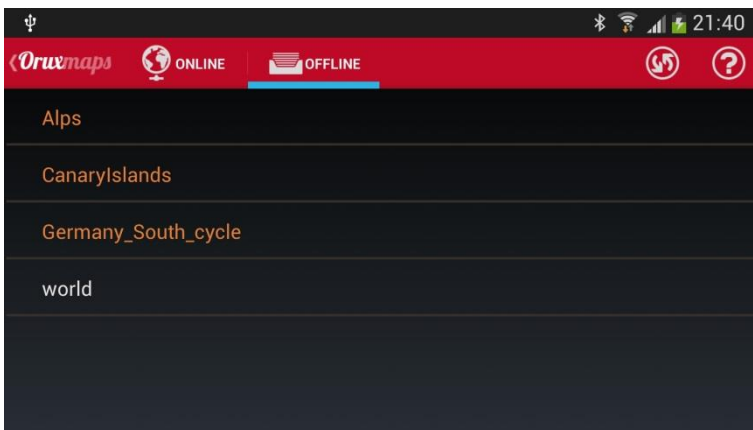 21:40
Oruxmaps ONLINE OFFLINE
Alps
CanaryIslands
Germany_South_cycle
world